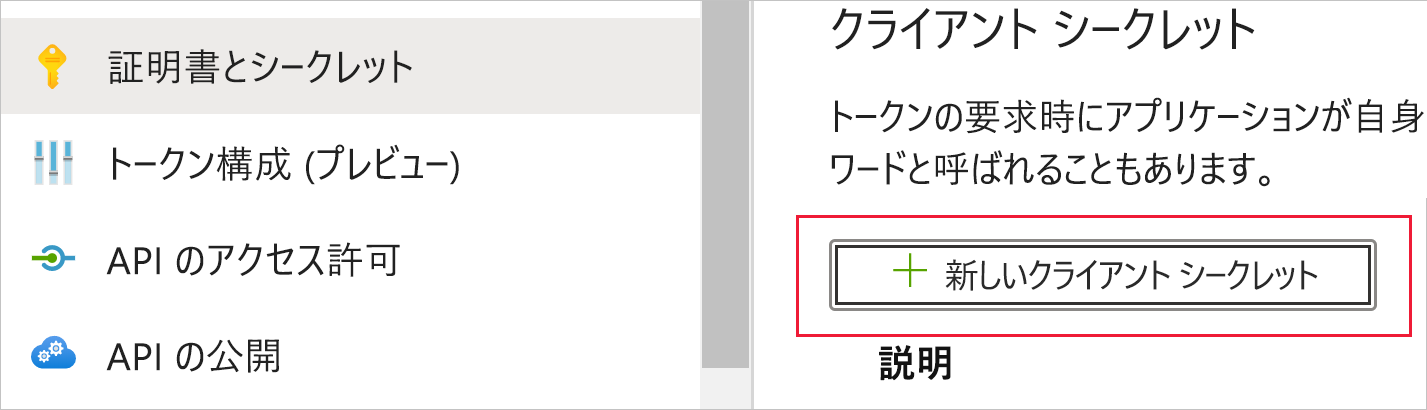 証明書とシークレット
トークン構成 (プレビュー)
API のアクセス許可
API の公開
クライアント シークレット
トークンの要求時にアプリケーションが自身
ワードと呼ばれることもあります。
新しいクライアント シークレット
説明